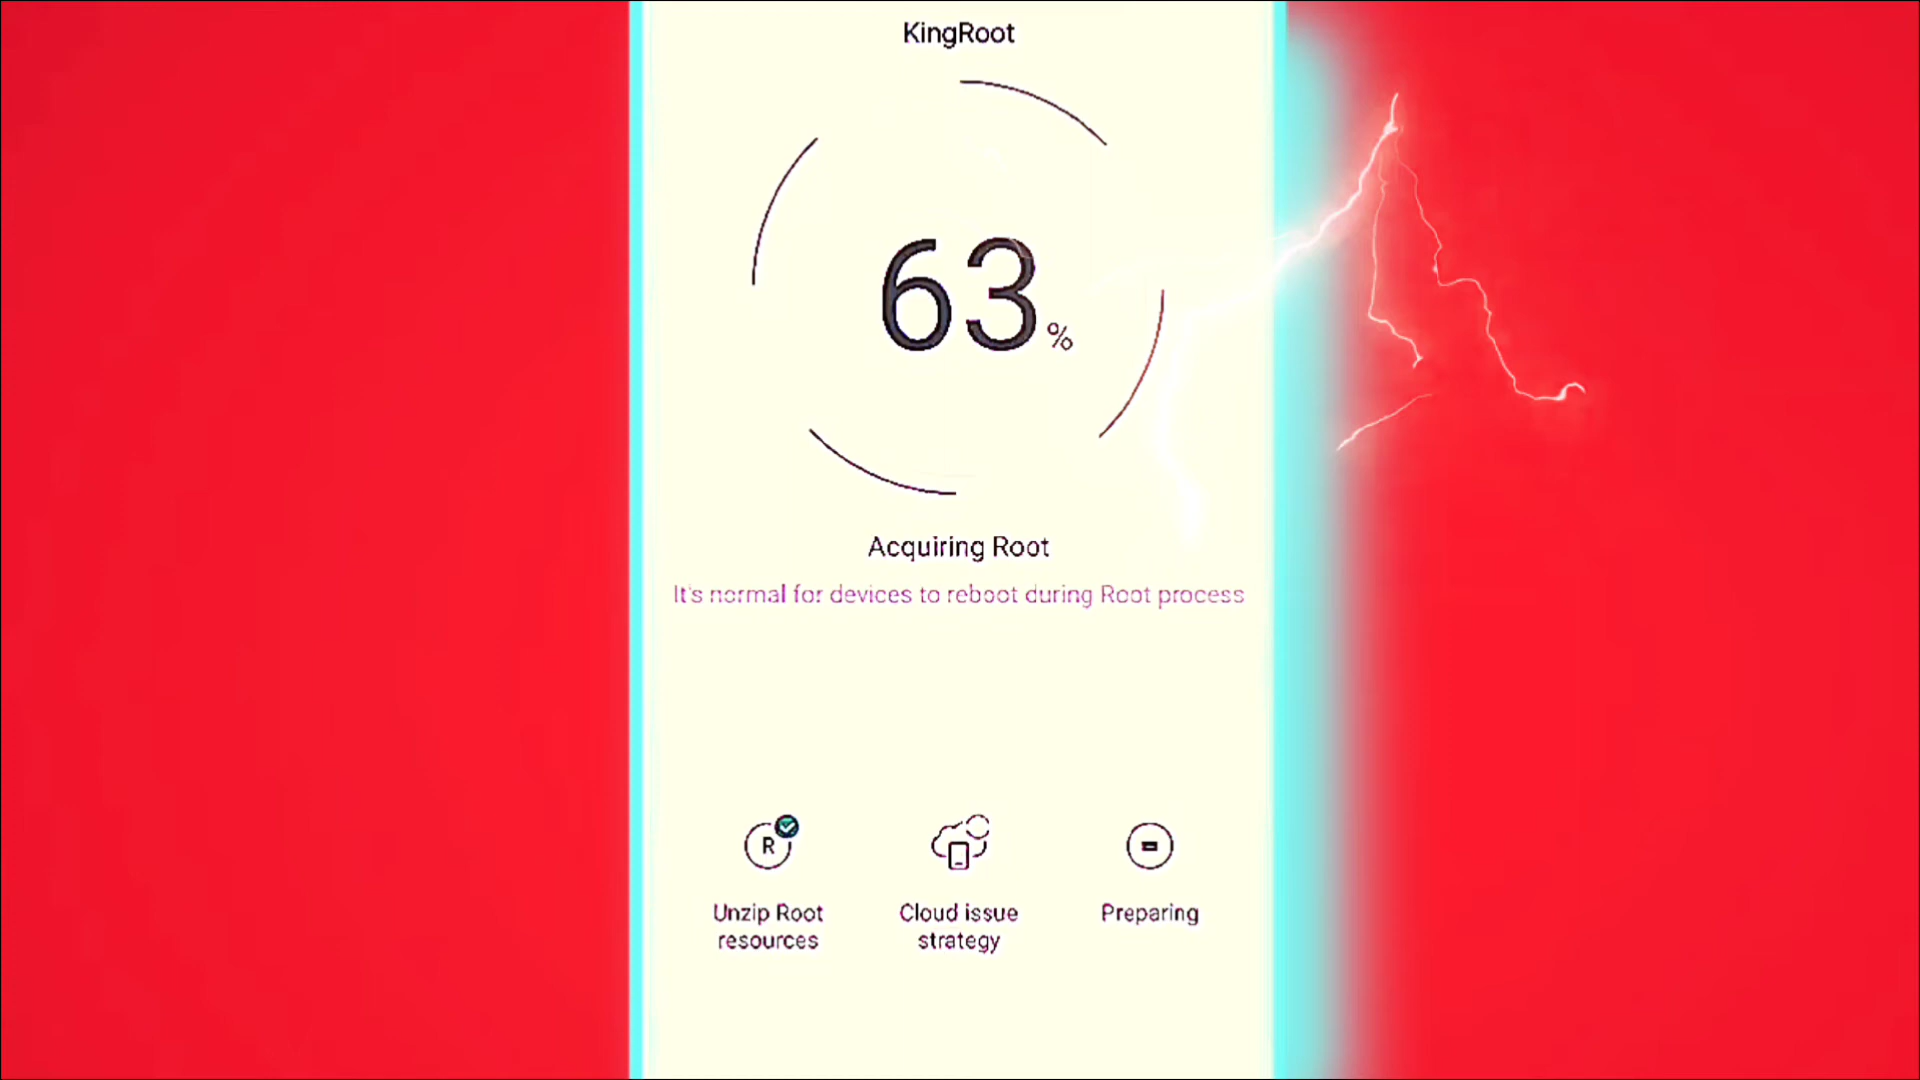 KingRoot
63%
Acquiring Root
It's normal for devices to reboot during Root process
R
Unzip Root
resources
Cloud issue
strategy
Preparing